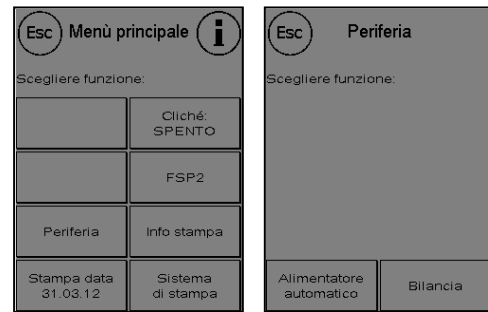 Esc Menù principale i
Scegliere funzione:
Cliché:
SPENTO
FSP2
Periferia Info stampa
Stampa data
31.03.12
Sistema
di stampa
Esc Periferia
Scegliere funzione:
Alimentatore
automatico
Bilancia